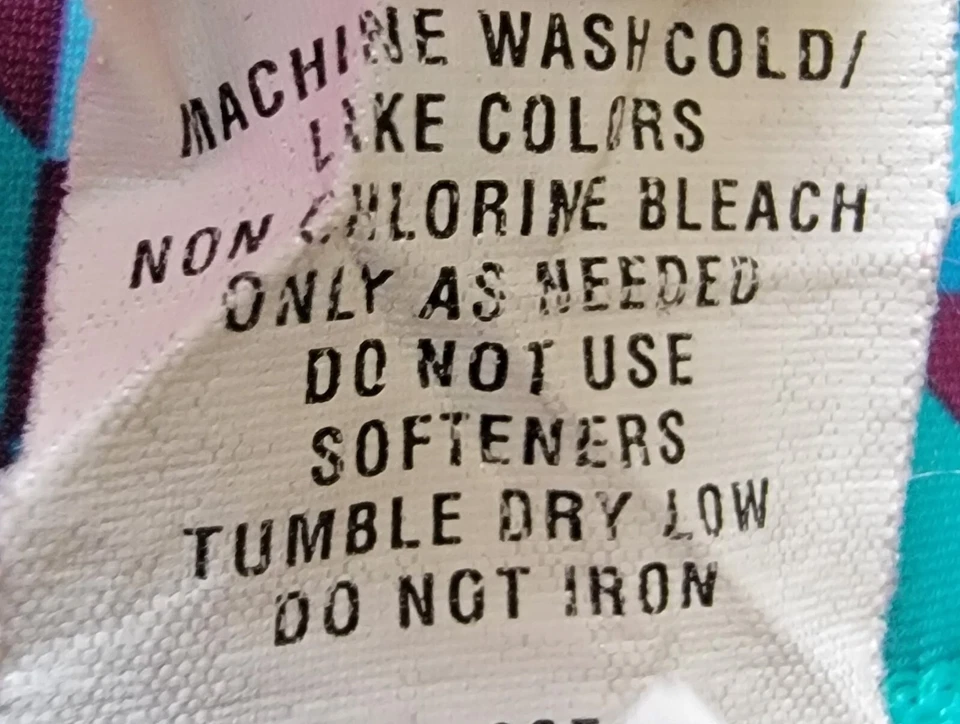 MACHINE WASH COLD/
LIKE COLORS
NON CHLORINE BLEACH
ONLY AS NEEDED
DO NOT USE
SOFTENERS
TUMBLE DRY LOW
DO NOT IRON